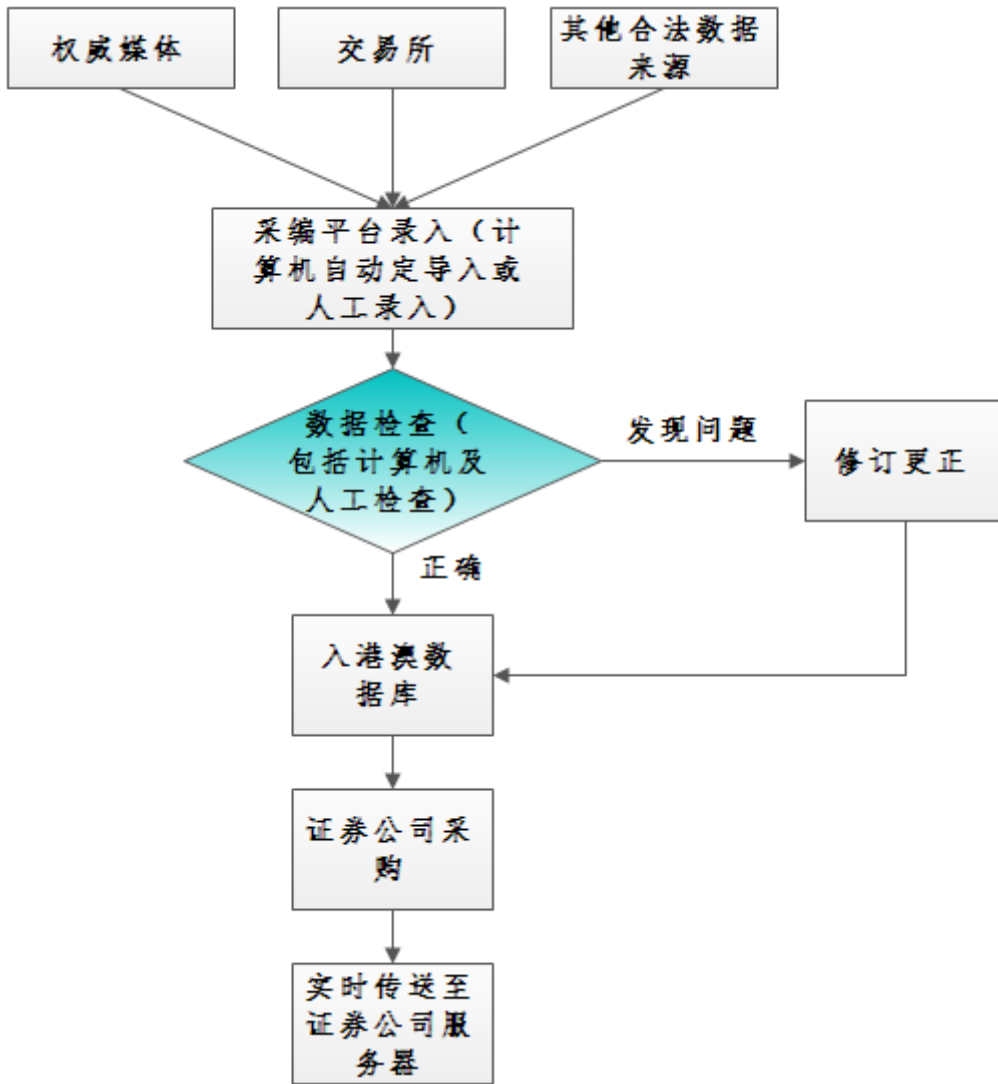 权威媒体
交易所
其他合法数据
来源
采编平台录入（计
算机自动定导入或
人工录入）
数据检查（
包括计算机及
人工检查）
发现问题
修订更正
正确
入港澳数
据库
证券公司采
购
实时传送至
证券公司服
务器